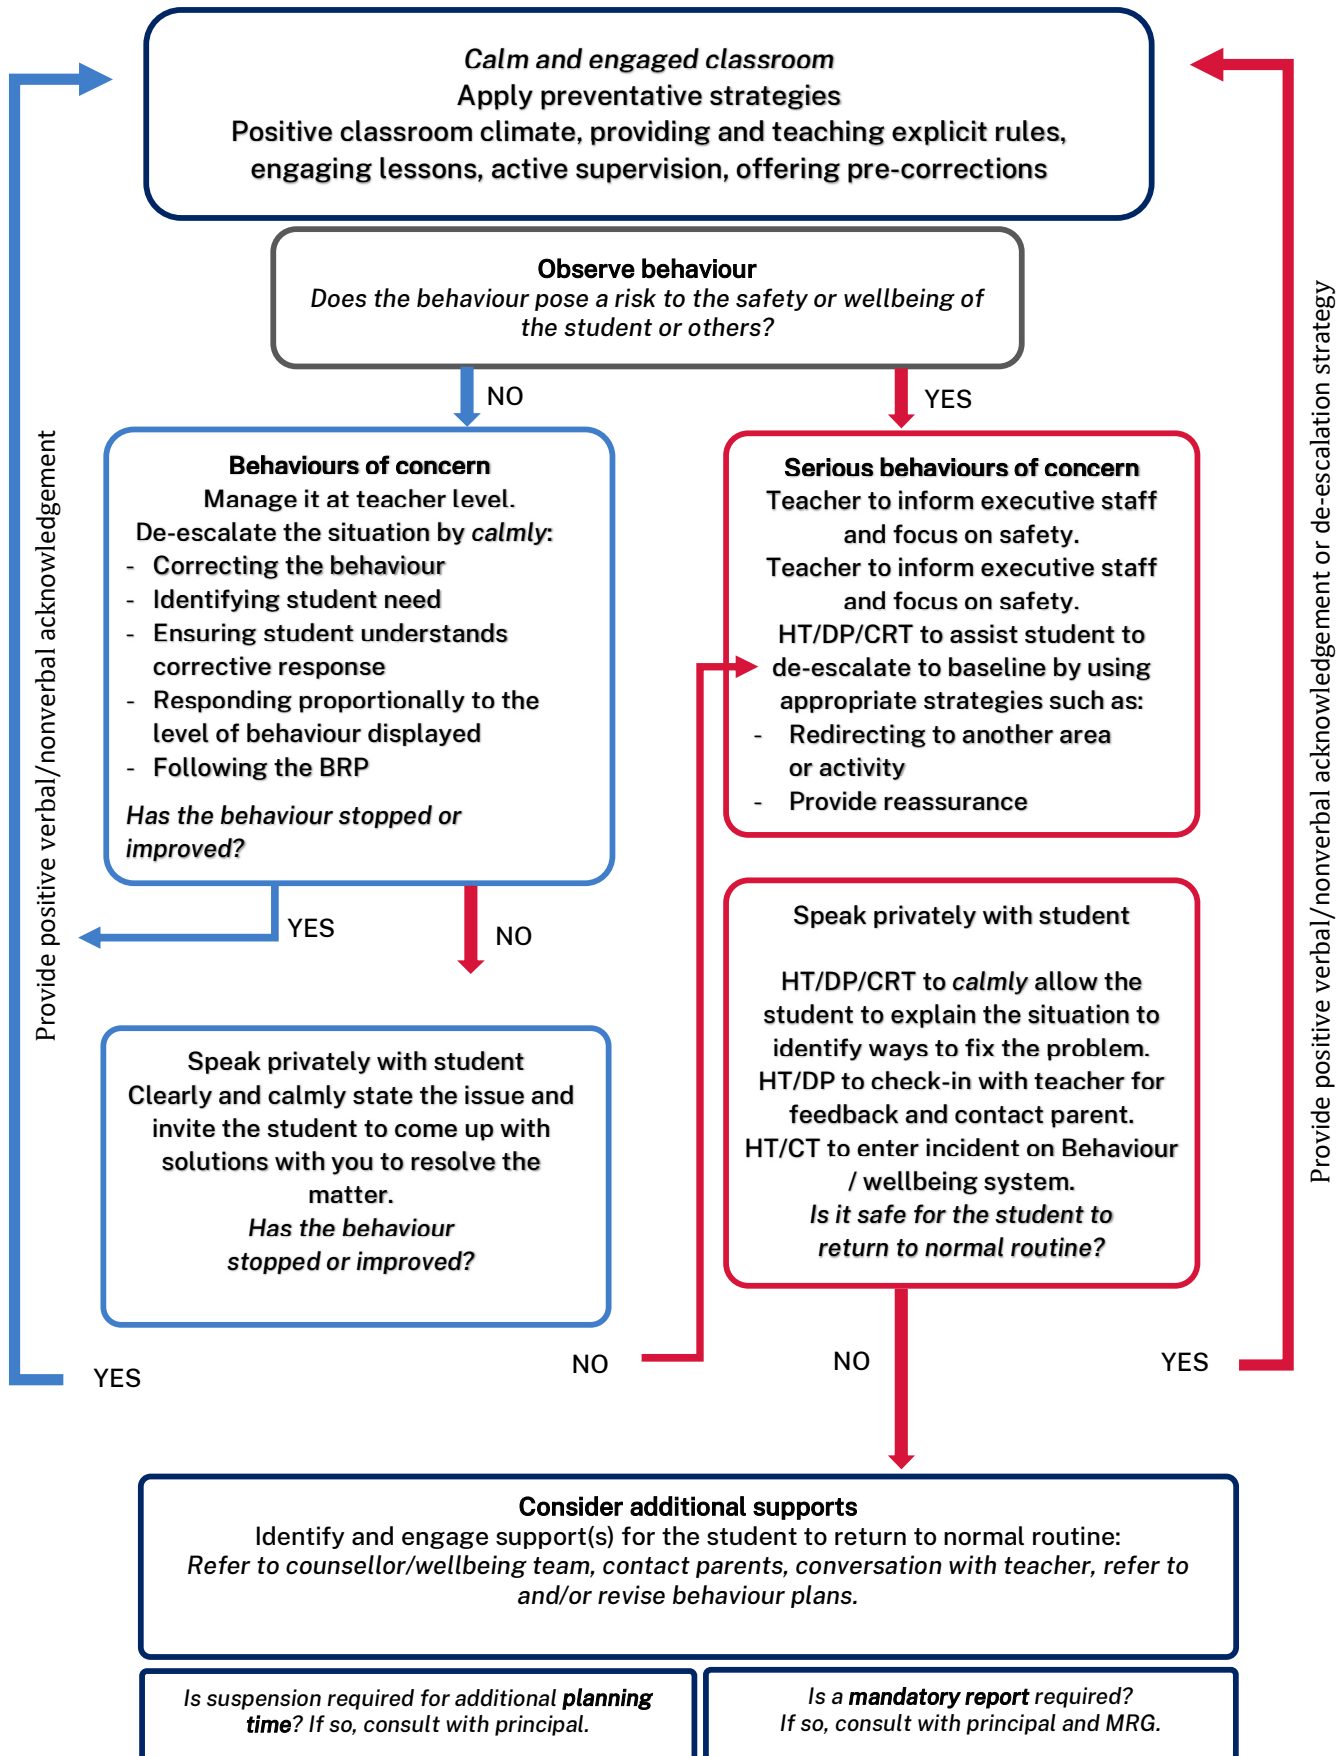 Calm and engaged classroom
Apply preventative strategies
Positive classroom climate, providing and teaching explicit rules,
engaging lessons, active supervision, offering pre-corrections
Observe behaviour
Does the behaviour pose a risk to the safety or wellbeing of
the student or others?
NO
YES
Behaviours of concern
Manage it at teacher level.
De-escalate the situation by calmly:
- Correcting the behaviour
- Identifying student need
- Ensuring student understands
corrective response
- Responding proportionally to the
level of behaviour displayed
- Following the BRP
Has the behaviour stopped or
improved?
YES
NO
Speak privately with student
Clearly and calmly state the issue and
invite the student to come up with
solutions with you to resolve the
matter.
Has the behaviour
stopped or improved?
YES
NO
Provide positive verbal/nonverbal acknowledgement
Serious behaviours of concern
Teacher to inform executive staff
and focus on safety.
Teacher to inform executive staff
and focus on safety.
HT/DP/CRT to assist student to
de-escalate to baseline by using
appropriate strategies such as:
- Redirecting to another area
or activity
- Provide reassurance
Speak privately with student
HT/DP/CRT to calmly allow the
student to explain the situation to
identify ways to fix the problem.
HT/DP to check-in with teacher for
feedback and contact parent.
HT/CT to enter incident on Behaviour
/ wellbeing system.
Is it safe for the student to
return to normal routine?
NO
YES
Provide positive verbal/nonverbal acknowledgement or de-escalation strategy
Consider additional supports
Identify and engage support(s) for the student to return to normal routine:
Refer to counsellor/wellbeing team, contact parents, conversation with teacher, refer to
and/or revise behaviour plans.
Is suspension required for additional planning
time? If so, consult with principal.
Is a mandatory report required?
If so, consult with principal and MRG.